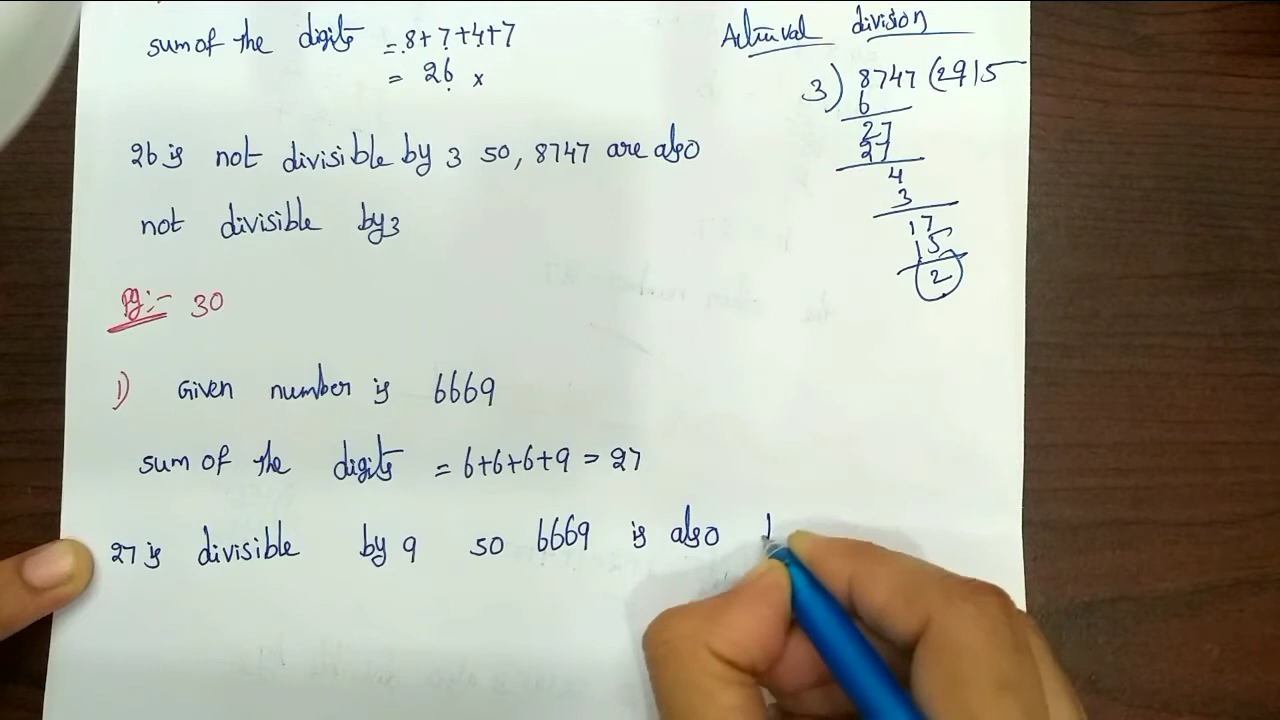 sum of the digits = 8+7+4+7
= 26 x
26 is not divisible by 3 so, 8747 are also
not divisible by 3
Pg:- 30
1) Given number is 6669
sum of the digits = 6+6+6+9 = 27
27 is divisible by 9 so 6669 is also
Actuval division
3) 8747 (2915
6
27
27
4
3
17
15
2